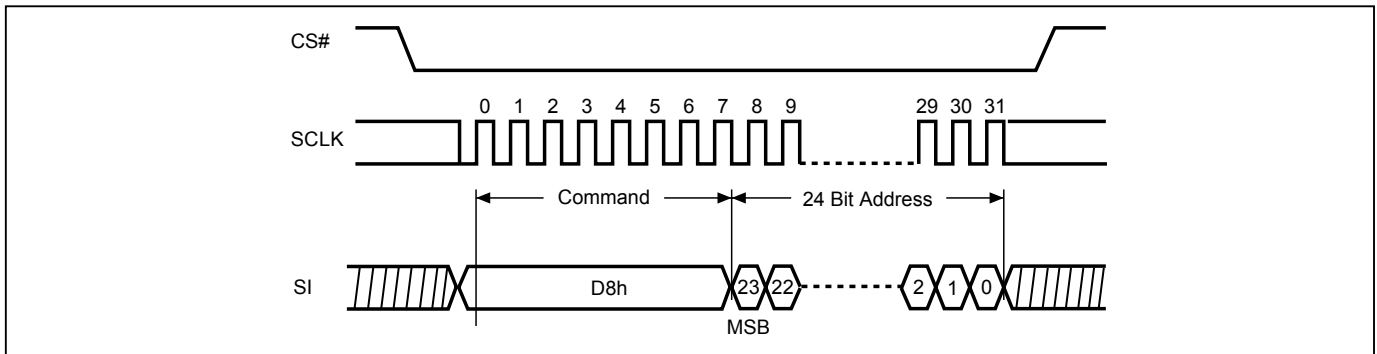 CS#
0 1 2 3 4 5 6 7 8 9 29 30 31
SCLK
Command 24 Bit Address
SI D8h 23 22 2 1 0
MSB